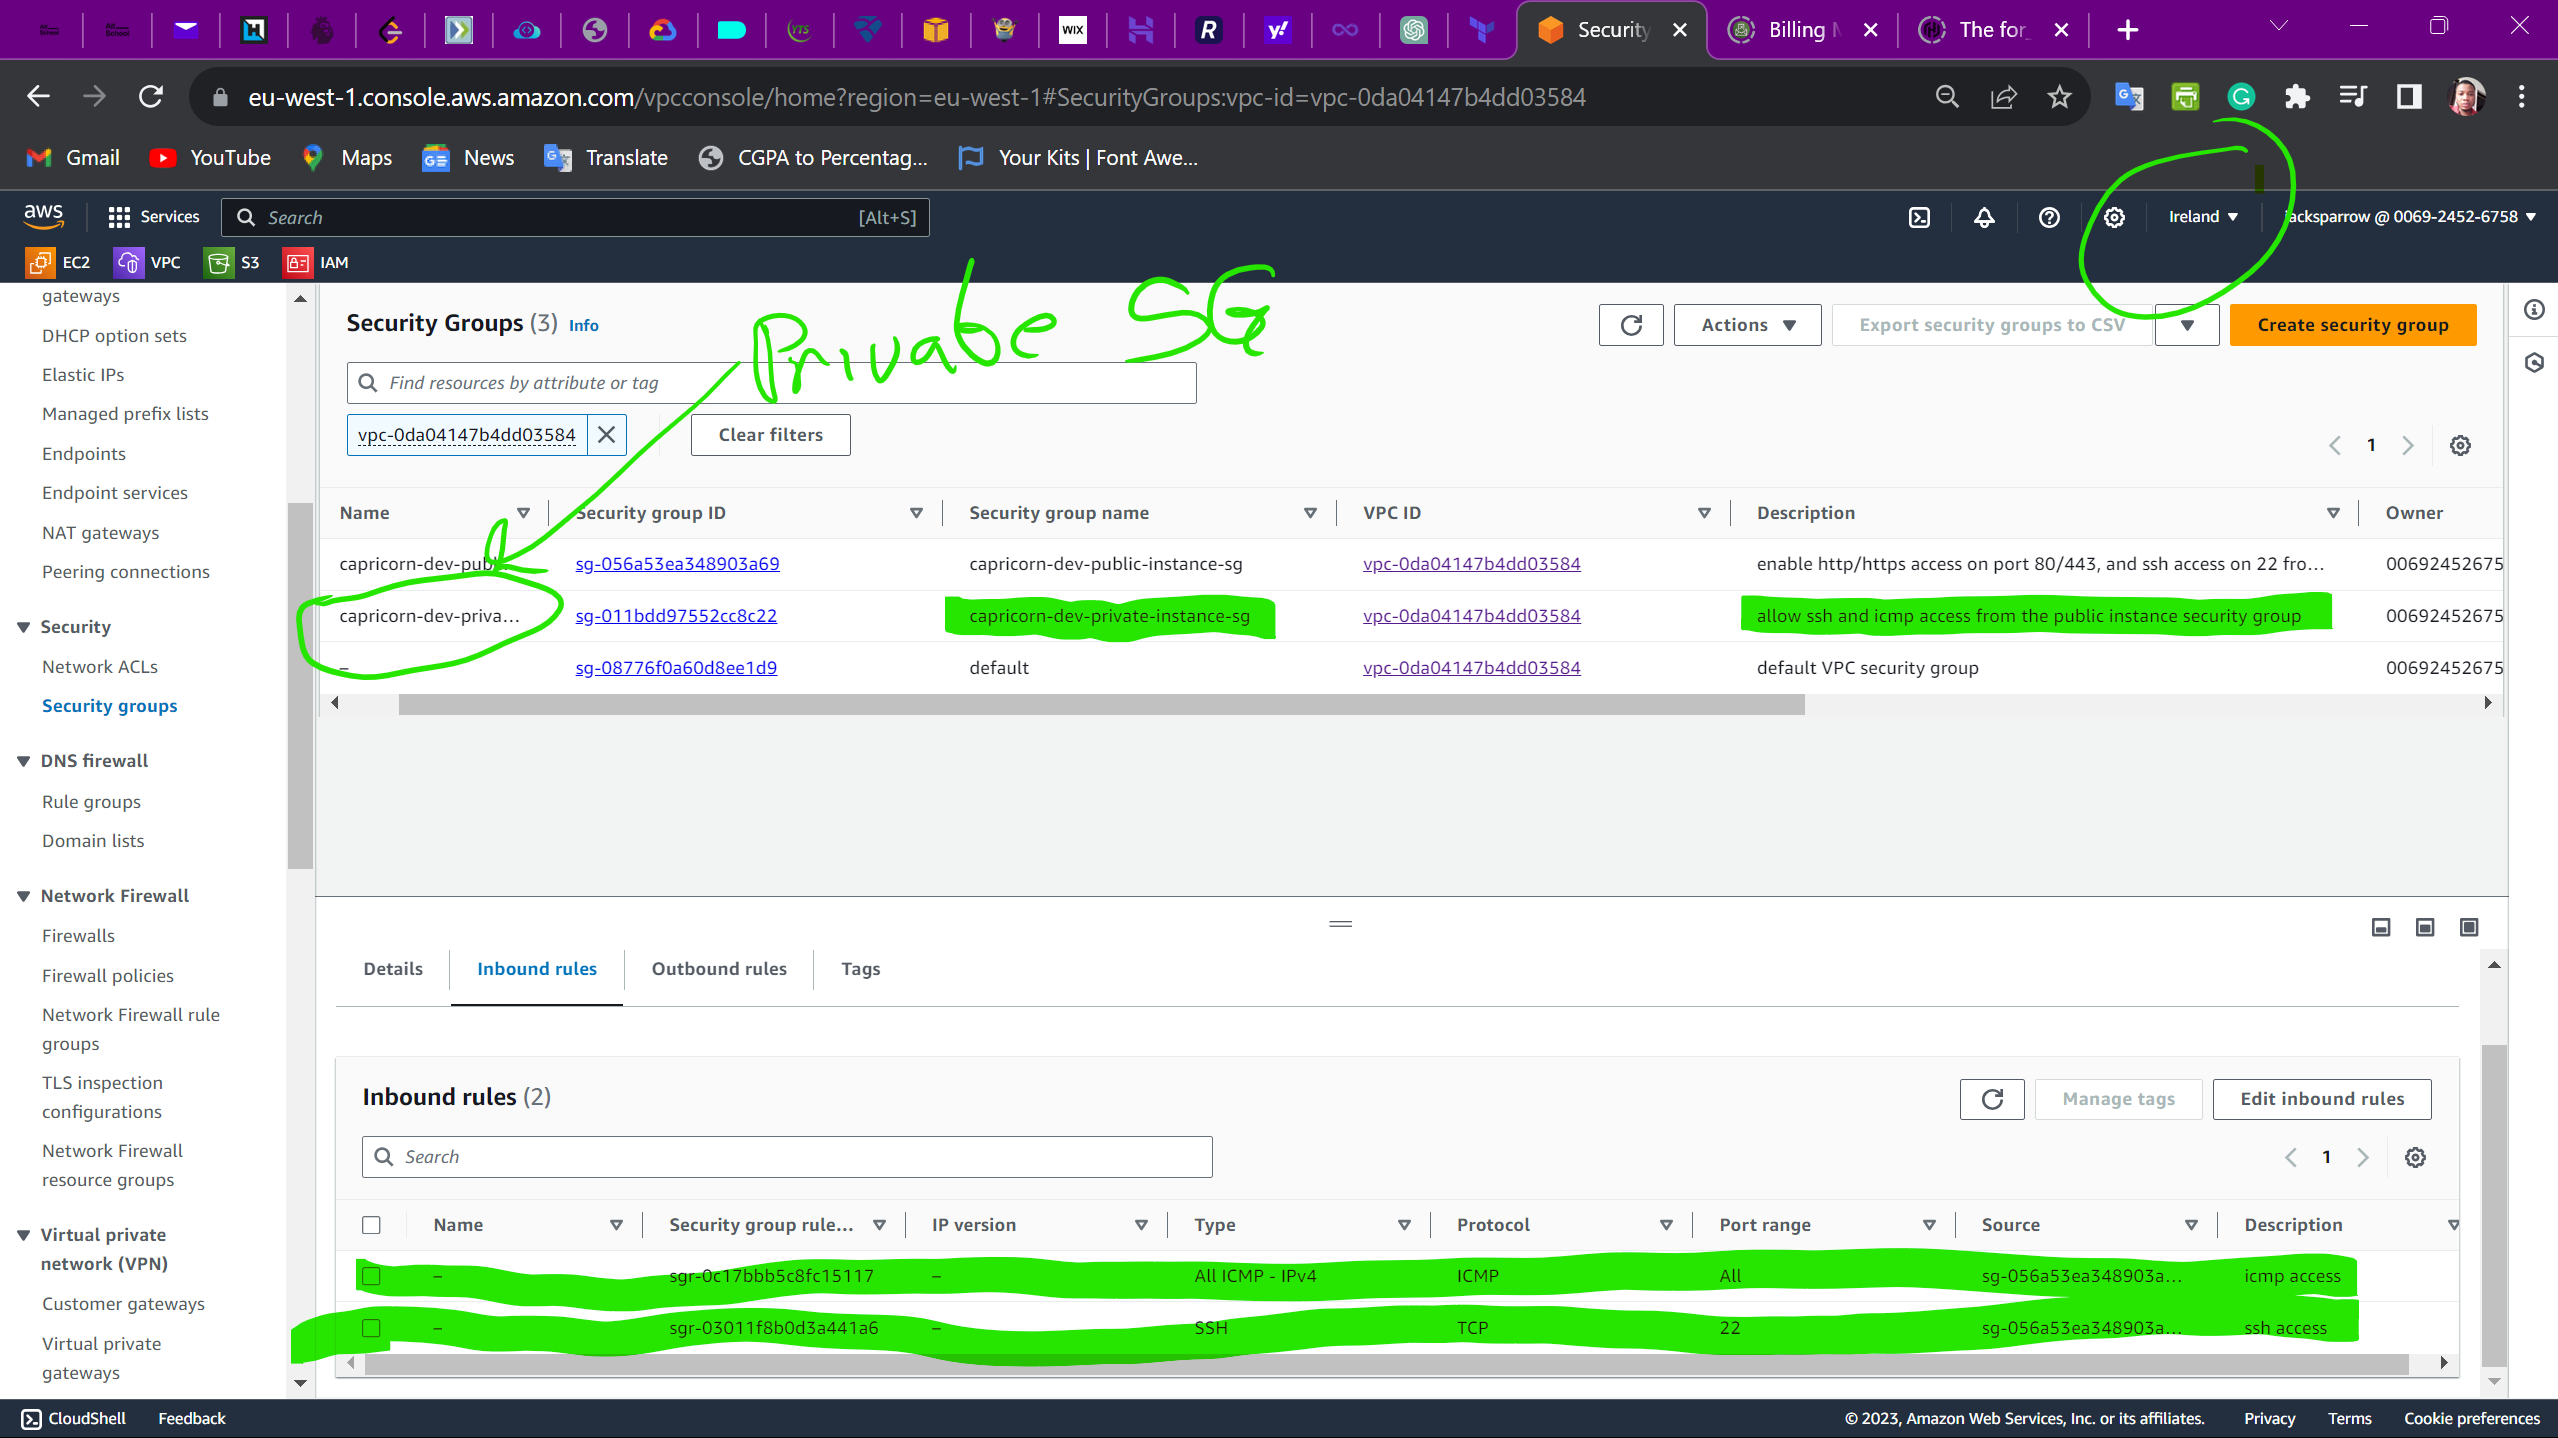 Security
Billing M
The for
eu-west-1.console.aws.amazon.com/vpcconsole/home?region=eu-west-1#SecurityGroups:vpc-id=vpc-0da04147b4dd03584
Gmail YouTube Maps News Translate CGPA to Percentag... Your Kits | Font Awe...
aws Services Search [Alt+S] Ireland jacksparrow @ 0069-2452-6758
EC2 VPC S3 IAM
gateways
DHCP option sets
Elastic IPs
Managed prefix lists
Endpoints
Endpoint services
NAT gateways
Peering connections
Security
Network ACLs
Security groups
DNS firewall
Rule groups
Domain lists
Network Firewall
Firewalls
Firewall policies
Network Firewall rule
groups
TLS inspection
configurations
Network Firewall
resource groups
Virtual private
network (VPN)
Customer gateways
Virtual private
gateways
Private SG
Security Groups (3) Info Actions Export security groups to CSV Create security group
Find resources by attribute or tag
vpc-0da04147b4dd03584 Clear filters 1
Name Security group ID Security group name VPC ID Description Owner
capricorn-dev-publ... sg-056a53ea348903a69 capricorn-dev-public-instance-sg vpc-0da04147b4dd03584 enable http/https access on port 80/443, and ssh access on 22 fro... 00692452675
capricorn-dev-priva... sg-011bdd97552cc8c22 capricorn-dev-private-instance-sg vpc-0da04147b4dd03584 allow ssh and icmp access from the public instance security group 00692452675
– sg-08776f0a60d8ee1d9 default vpc-0da04147b4dd03584 default VPC security group 00692452675
Details Inbound rules Outbound rules Tags
Inbound rules (2) Manage tags Edit inbound rules
Search 1
Name Security group rule... IP version Type Protocol Port range Source Description
– sgr-0c17bbb5c8fc15117 – All ICMP - IPv4 ICMP All sg-056a53ea348903a... icmp access
– sgr-03011f8b0d3a441a6 – SSH TCP 22 sg-056a53ea348903a... ssh access
CloudShell Feedback © 2023, Amazon Web Services, Inc. or its affiliates. Privacy Terms Cookie preferences